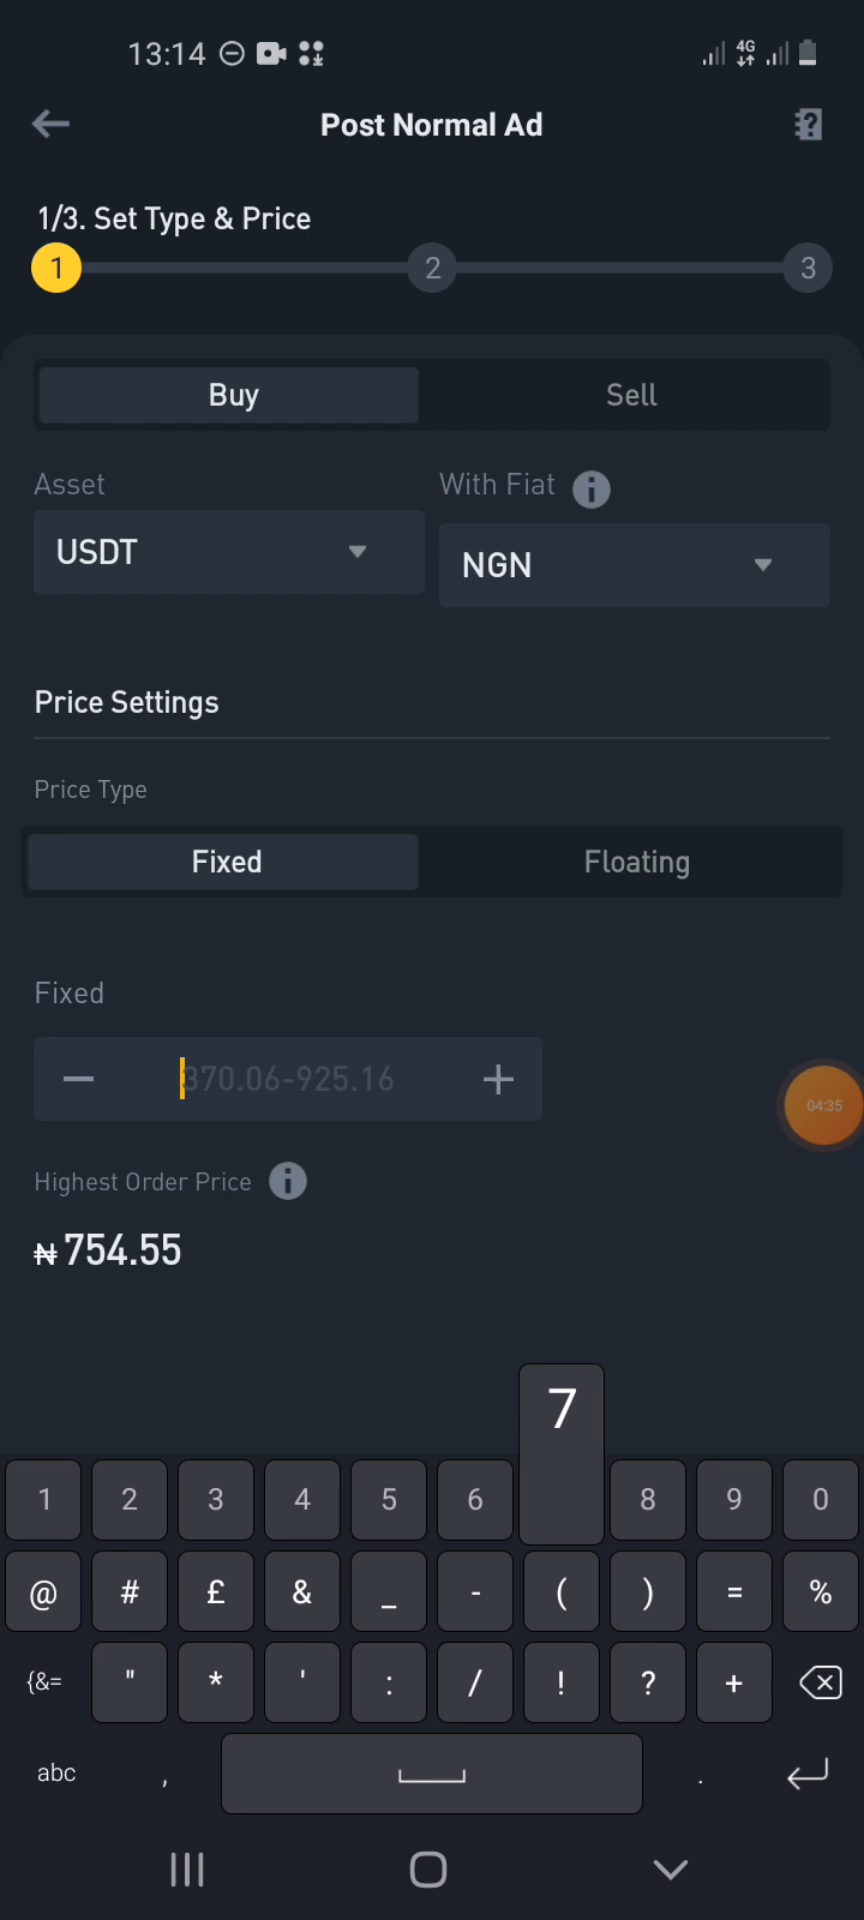 13:14 4G
Post Normal Ad
1/3. Set Type & Price
1 2 3
Buy Sell
Asset With Fiat
USDT NGN
Price Settings
Price Type
Fixed Floating
Fixed
370.06-925.16
04:35
Highest Order Price
₦ 754.55
7
1 2 3 4 5 6 8 9 0
@ # £ & _ - ( ) = %
{&= " * ' : / ! ? +
abc , .